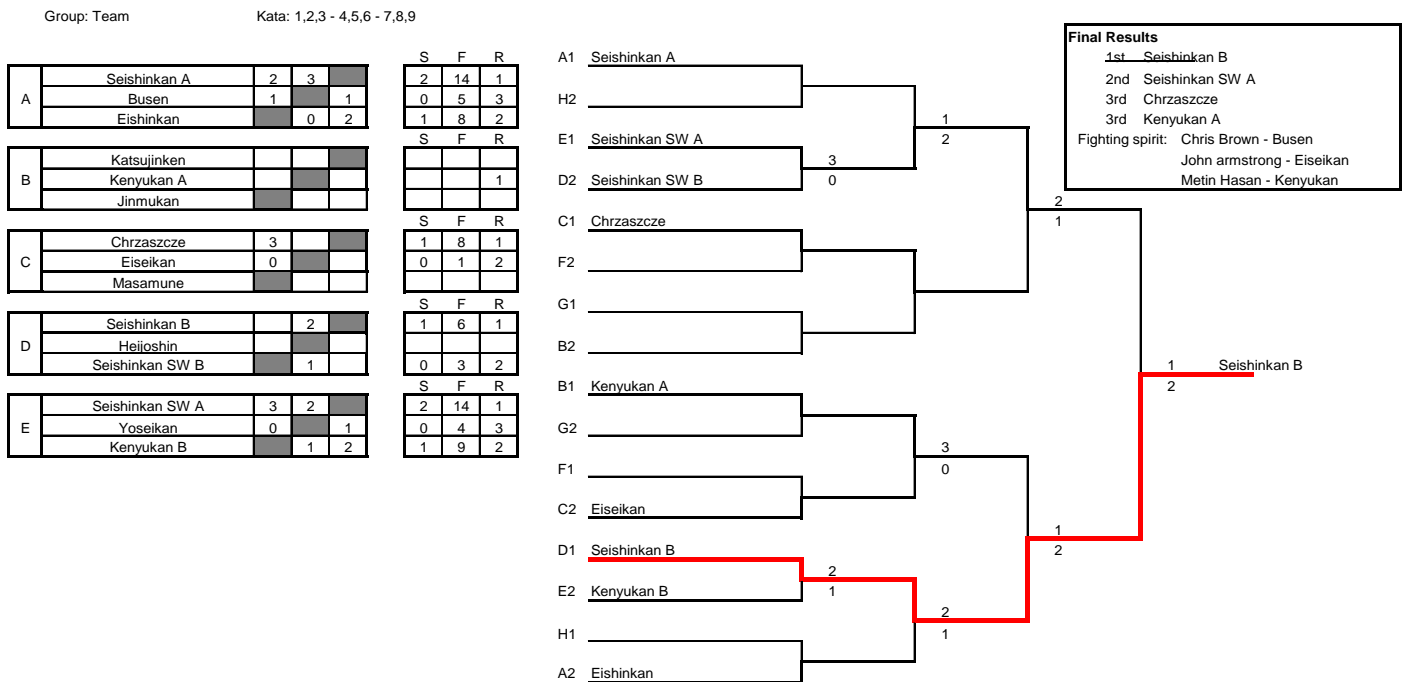 Group: Team Kata: 1,2,3 - 4,5,6 - 7,8,9
S F R
A
Seishinkan A 2 3 2 14 1
Busen 1 1 0 5 3
Eishinkan 0 2 1 8 2
S F R
B
Katsujinken
Kenyukan A 1
Jinmukan
S F R
C
Chrzaszcze 3 1 8 1
Eiseikan 0 0 1 2
Masamune
S F R
D
Seishinkan B 2 1 6 1
Heijoshin
Seishinkan SW B 1 0 3 2
S F R
E
Seishinkan SW A 3 2 2 14 1
Yoseikan 0 1 0 4 3
Kenyukan B 1 2 1 9 2
A1 Seishinkan A
H2
1
2
E1 Seishinkan SW A
3
0
D2 Seishinkan SW B
2
1
C1 Chrzaszcze
F2
G1
B2
1 Seishinkan B
2
B1 Kenyukan A
G2
3
0
F1
C2 Eiseikan
1
2
D1 Seishinkan B
2
1
E2 Kenyukan B
2
1
H1
A2 Eishinkan
Final Results
1st Seishinkan B
2nd Seishinkan SW A
3rd Chrzaszcze
3rd Kenyukan A
Fighting spirit: Chris Brown - Busen
John armstrong - Eiseikan
Metin Hasan - Kenyukan